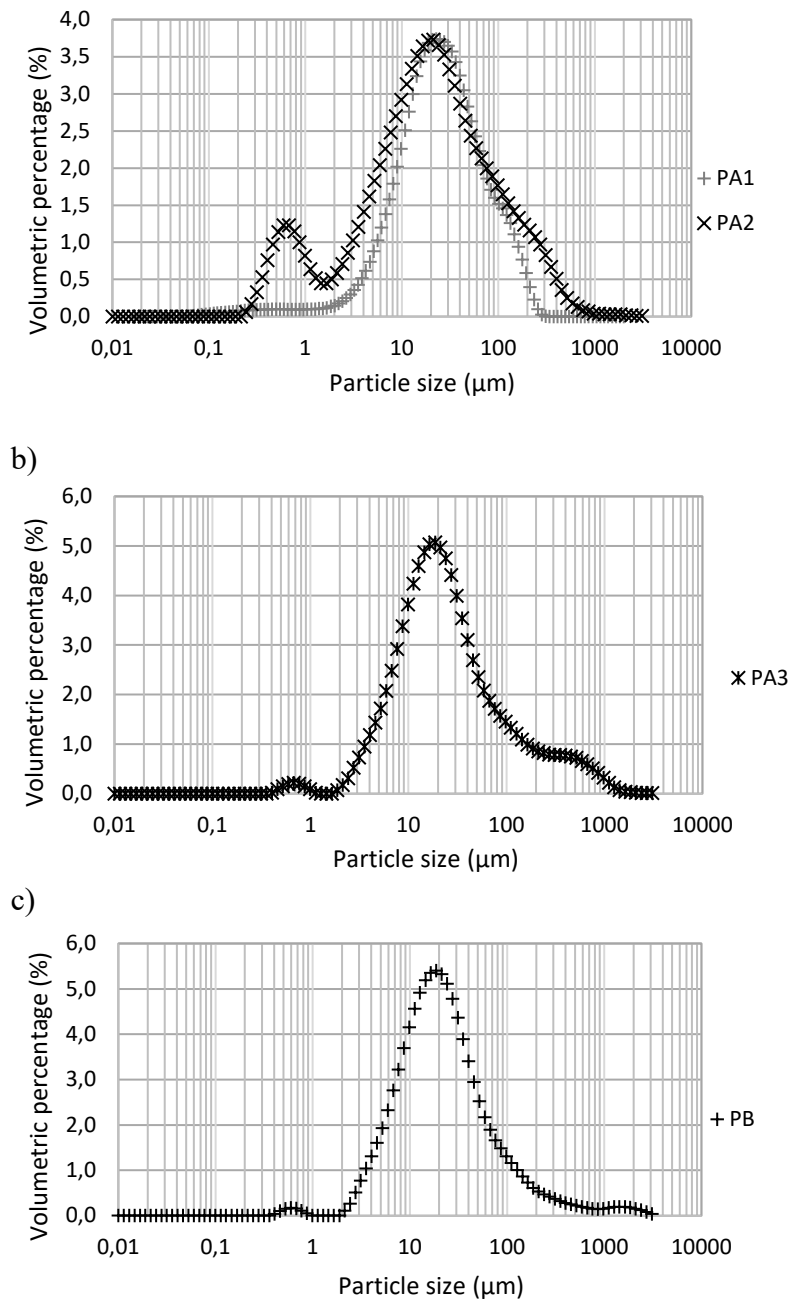 4,0
3,5
3,0
2,5
2,0
1,5
1,0
0,5
0,0
Volumetric percentage (%)
0,01 0,1 1 10 100 1000 10000
Particle size (µm)
PA1
PA2
b)
6,0
5,0
4,0
3,0
2,0
1,0
0,0
Volumetric percentage (%)
0,01 0,1 1 10 100 1000 10000
Particle size (µm)
PA3
c)
6,0
5,0
4,0
3,0
2,0
1,0
0,0
Volumetric percentage (%)
0,01 0,1 1 10 100 1000 10000
Particle size (µm)
PB